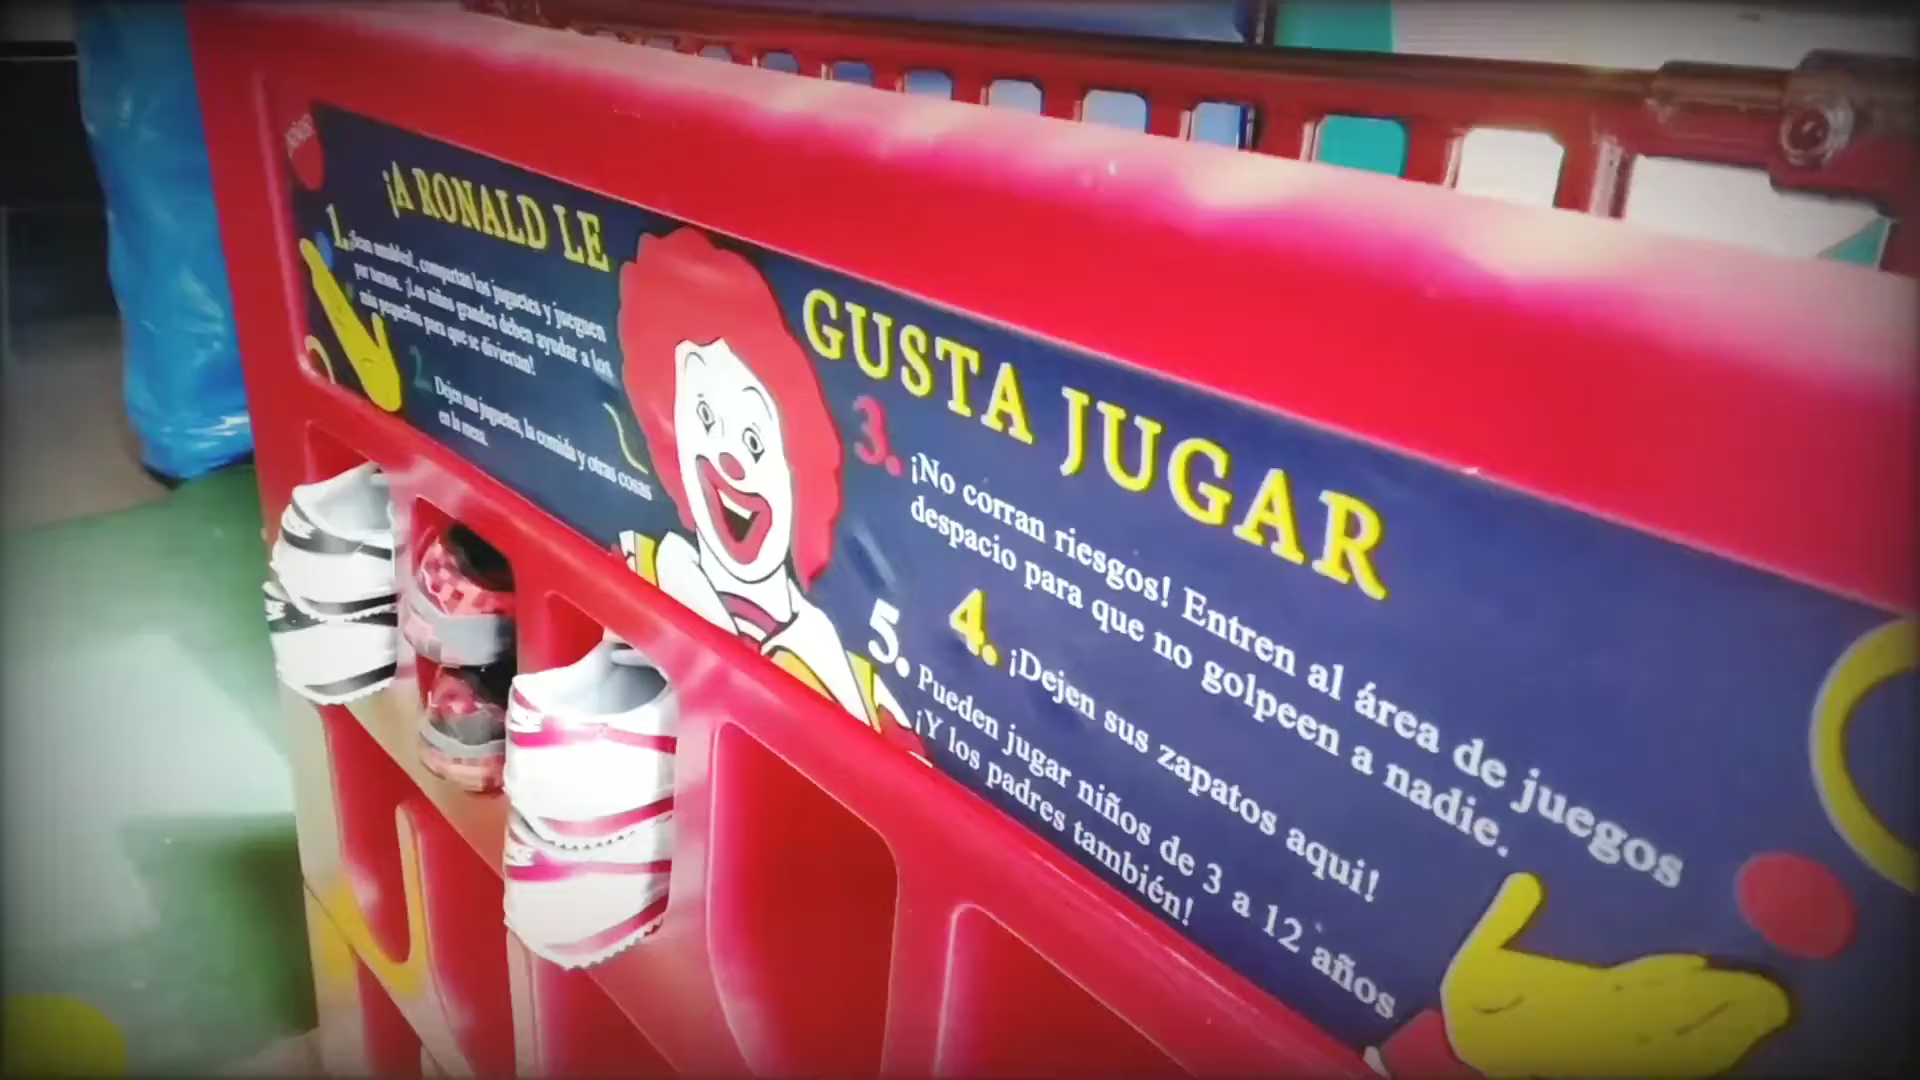 ¡A RONALD LE
GUSTA JUGAR
1. ¡Sean amables!, compartan los juguetes y jueguen
por turnos. ¡Los niños grandes deben ayudar a los
más pequeños para que se diviertan!
2. Dejen sus juguetes, la comida y otras cosas
en la mesa.
3. ¡No corran riesgos! Entren al área de juegos
despacio para que no golpeen a nadie.
4. ¡Dejen sus zapatos aqui!
5. Pueden jugar niños de 3 a 12 años
¡Y los padres también!